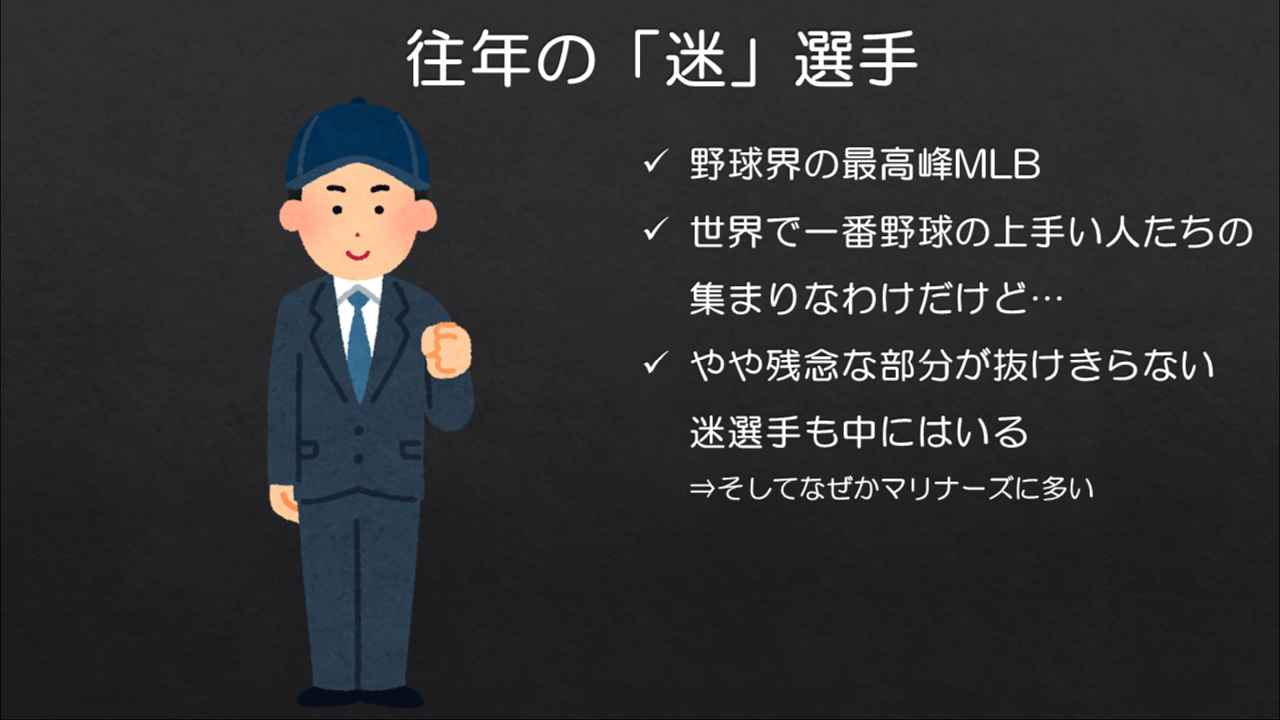 往年の「迷」選手
✓ 野球界の最高峰MLB
✓ 世界で一番野球の上手い人たちの
集まりなわけだけど…
✓ やや残念な部分が抜けきらない
迷選手も中にはいる
⇒そしてなぜかマリナーズに多い